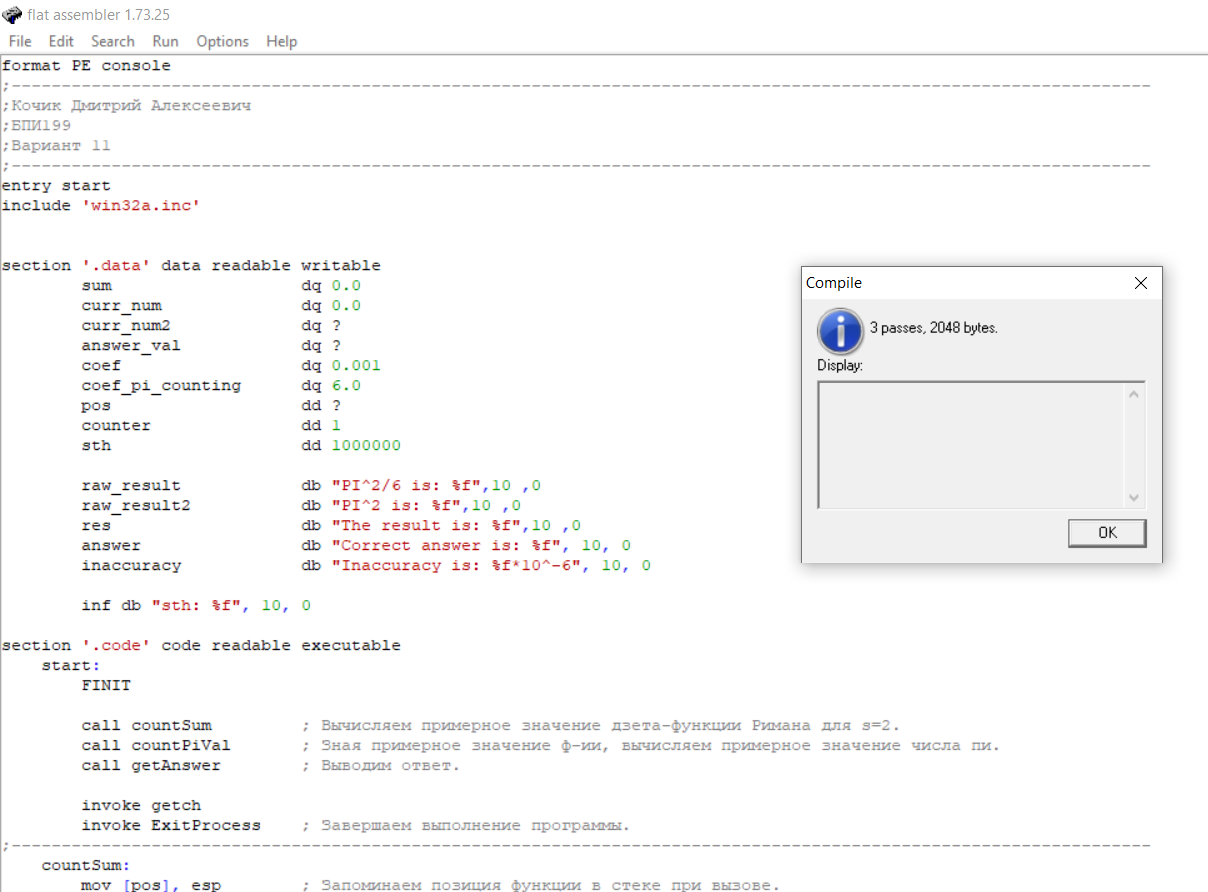 flat assembler 1.73.25
File Edit Search Run Options Help
format PE console
;------------------------------------------------------------------------------------------------------------------
;Кочик Дмитрий Алексеевич
;БПИ199
;Вариант 11
;------------------------------------------------------------------------------------------------------------------
entry start
include 'win32a.inc'
section '.data' data readable writable
sum dq 0.0
curr_num dq 0.0
curr_num2 dq ?
answer_val dq ?
coef dq 0.001
coef_pi_counting dq 6.0
pos dd ?
counter dd 1
sth dd 1000000
raw_result db "PI^2/6 is: %f",10 ,0
raw_result2 db "PI^2 is: %f",10 ,0
res db "The result is: %f",10 ,0
answer db "Correct answer is: %f", 10, 0
inaccuracy db "Inaccuracy is: %f*10^-6", 10, 0
inf db "sth: %f", 10, 0
section '.code' code readable executable
start:
FINIT
call countSum ; Вычисляем примерное значение дзета-функции Римана для s=2.
call countPiVal ; Зная примерное значение ф-ии, вычисляем примерное значение числа пи.
call getAnswer ; Выводим ответ.
invoke getch
invoke ExitProcess ; Завершаем выполнение программы.
;------------------------------------------------------------------------------------------------------------------
countSum:
mov [pos], esp ; Запоминаем позиция функции в стеке при вызове.
Compile
3 passes, 2048 bytes.
Display:
OK